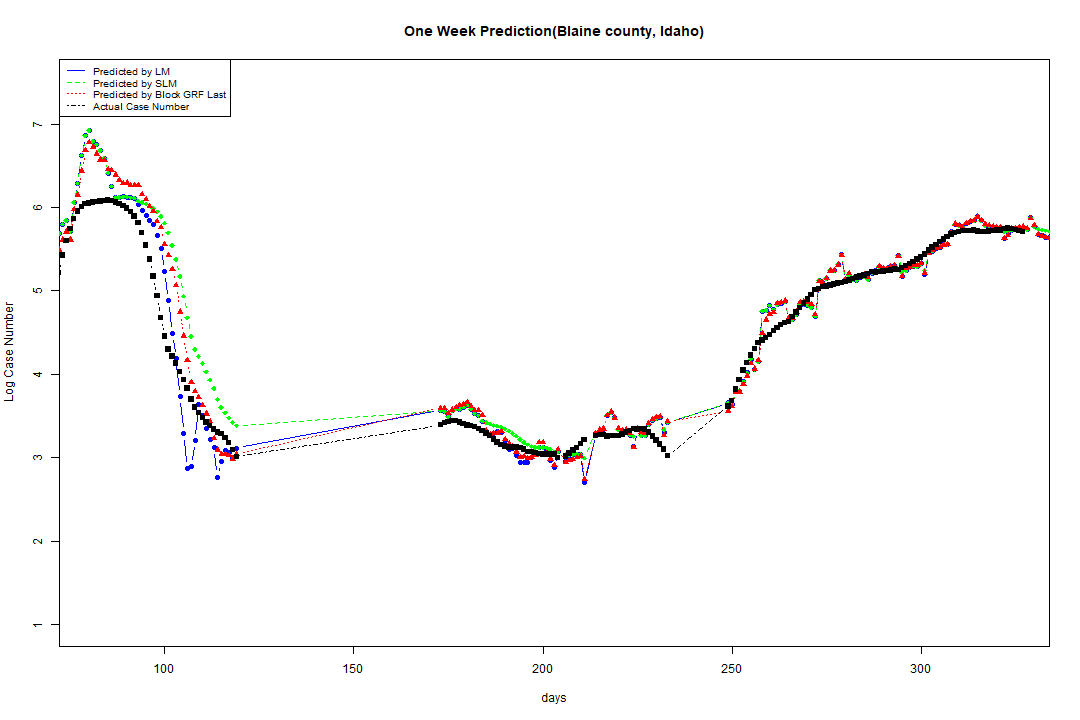 One Week Prediction(Blaine county, Idaho)
Predicted by LM
Predicted by SLM
Predicted by Block GRF Last
Actual Case Number
Log Case Number
7
6
5
4
3
2
1
100 150 200 250 300
days